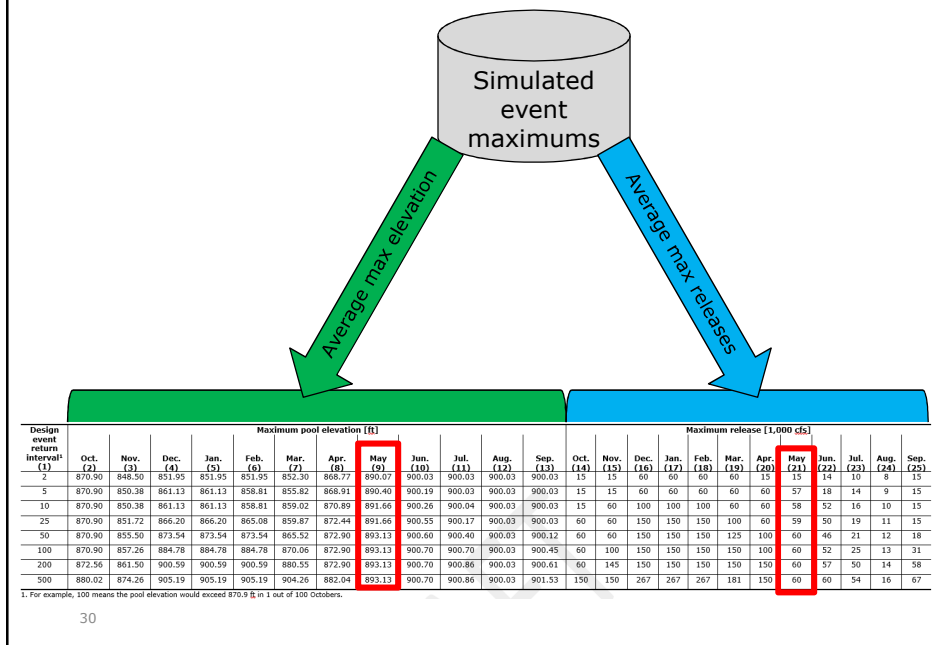 Simulated
event
maximums
Average max elevation
Average max releases
Design event return interval¹ (1) Maximum pool elevation [ft] Maximum release [1,000 cfs]
Oct. (2) Nov. (3) Dec. (4) Jan. (5) Feb. (6) Mar. (7) Apr. (8) May (9) Jun. (10) Jul. (11) Aug. (12) Sep. (13) Oct. (14) Nov. (15) Dec. (16) Jan. (17) Feb. (18) Mar. (19) Apr. (20) May (21) Jun. (22) Jul. (23) Aug. (24) Sep. (25)
2 870.90 848.50 851.95 851.95 851.95 852.30 868.77 890.07 900.03 900.03 900.03 900.03 15 15 60 60 60 60 15 15 14 10 8 15
5 870.90 850.38 861.13 861.13 858.81 855.82 868.91 890.40 900.19 900.03 900.03 900.03 15 15 60 60 60 60 60 57 18 14 9 15
10 870.90 850.38 861.13 861.13 858.81 859.02 870.89 891.66 900.26 900.04 900.03 900.03 15 60 100 100 100 60 60 58 52 16 10 15
25 870.90 851.72 866.20 866.20 865.08 859.87 872.44 891.66 900.55 900.17 900.03 900.03 60 60 150 150 150 100 60 59 50 19 11 15
50 870.90 855.50 873.54 873.54 873.54 865.52 872.90 893.13 900.60 900.40 900.03 900.12 60 60 150 150 150 125 100 60 46 21 12 18
100 870.90 857.26 884.78 884.78 884.78 870.06 872.90 893.13 900.70 900.70 900.03 900.45 60 100 150 150 150 150 100 60 52 25 13 31
200 872.56 861.50 900.59 900.59 900.59 880.55 872.90 893.13 900.70 900.86 900.03 900.61 60 145 150 150 150 150 100 60 57 50 14 58
500 880.02 874.26 905.19 905.19 905.19 904.26 882.04 893.13 900.70 900.86 900.03 901.53 150 150 267 267 267 181 150 60 60 54 16 67
1. For example, 100 means the pool elevation would exceed 870.9 ft in 1 out of 100 Octobers.
30